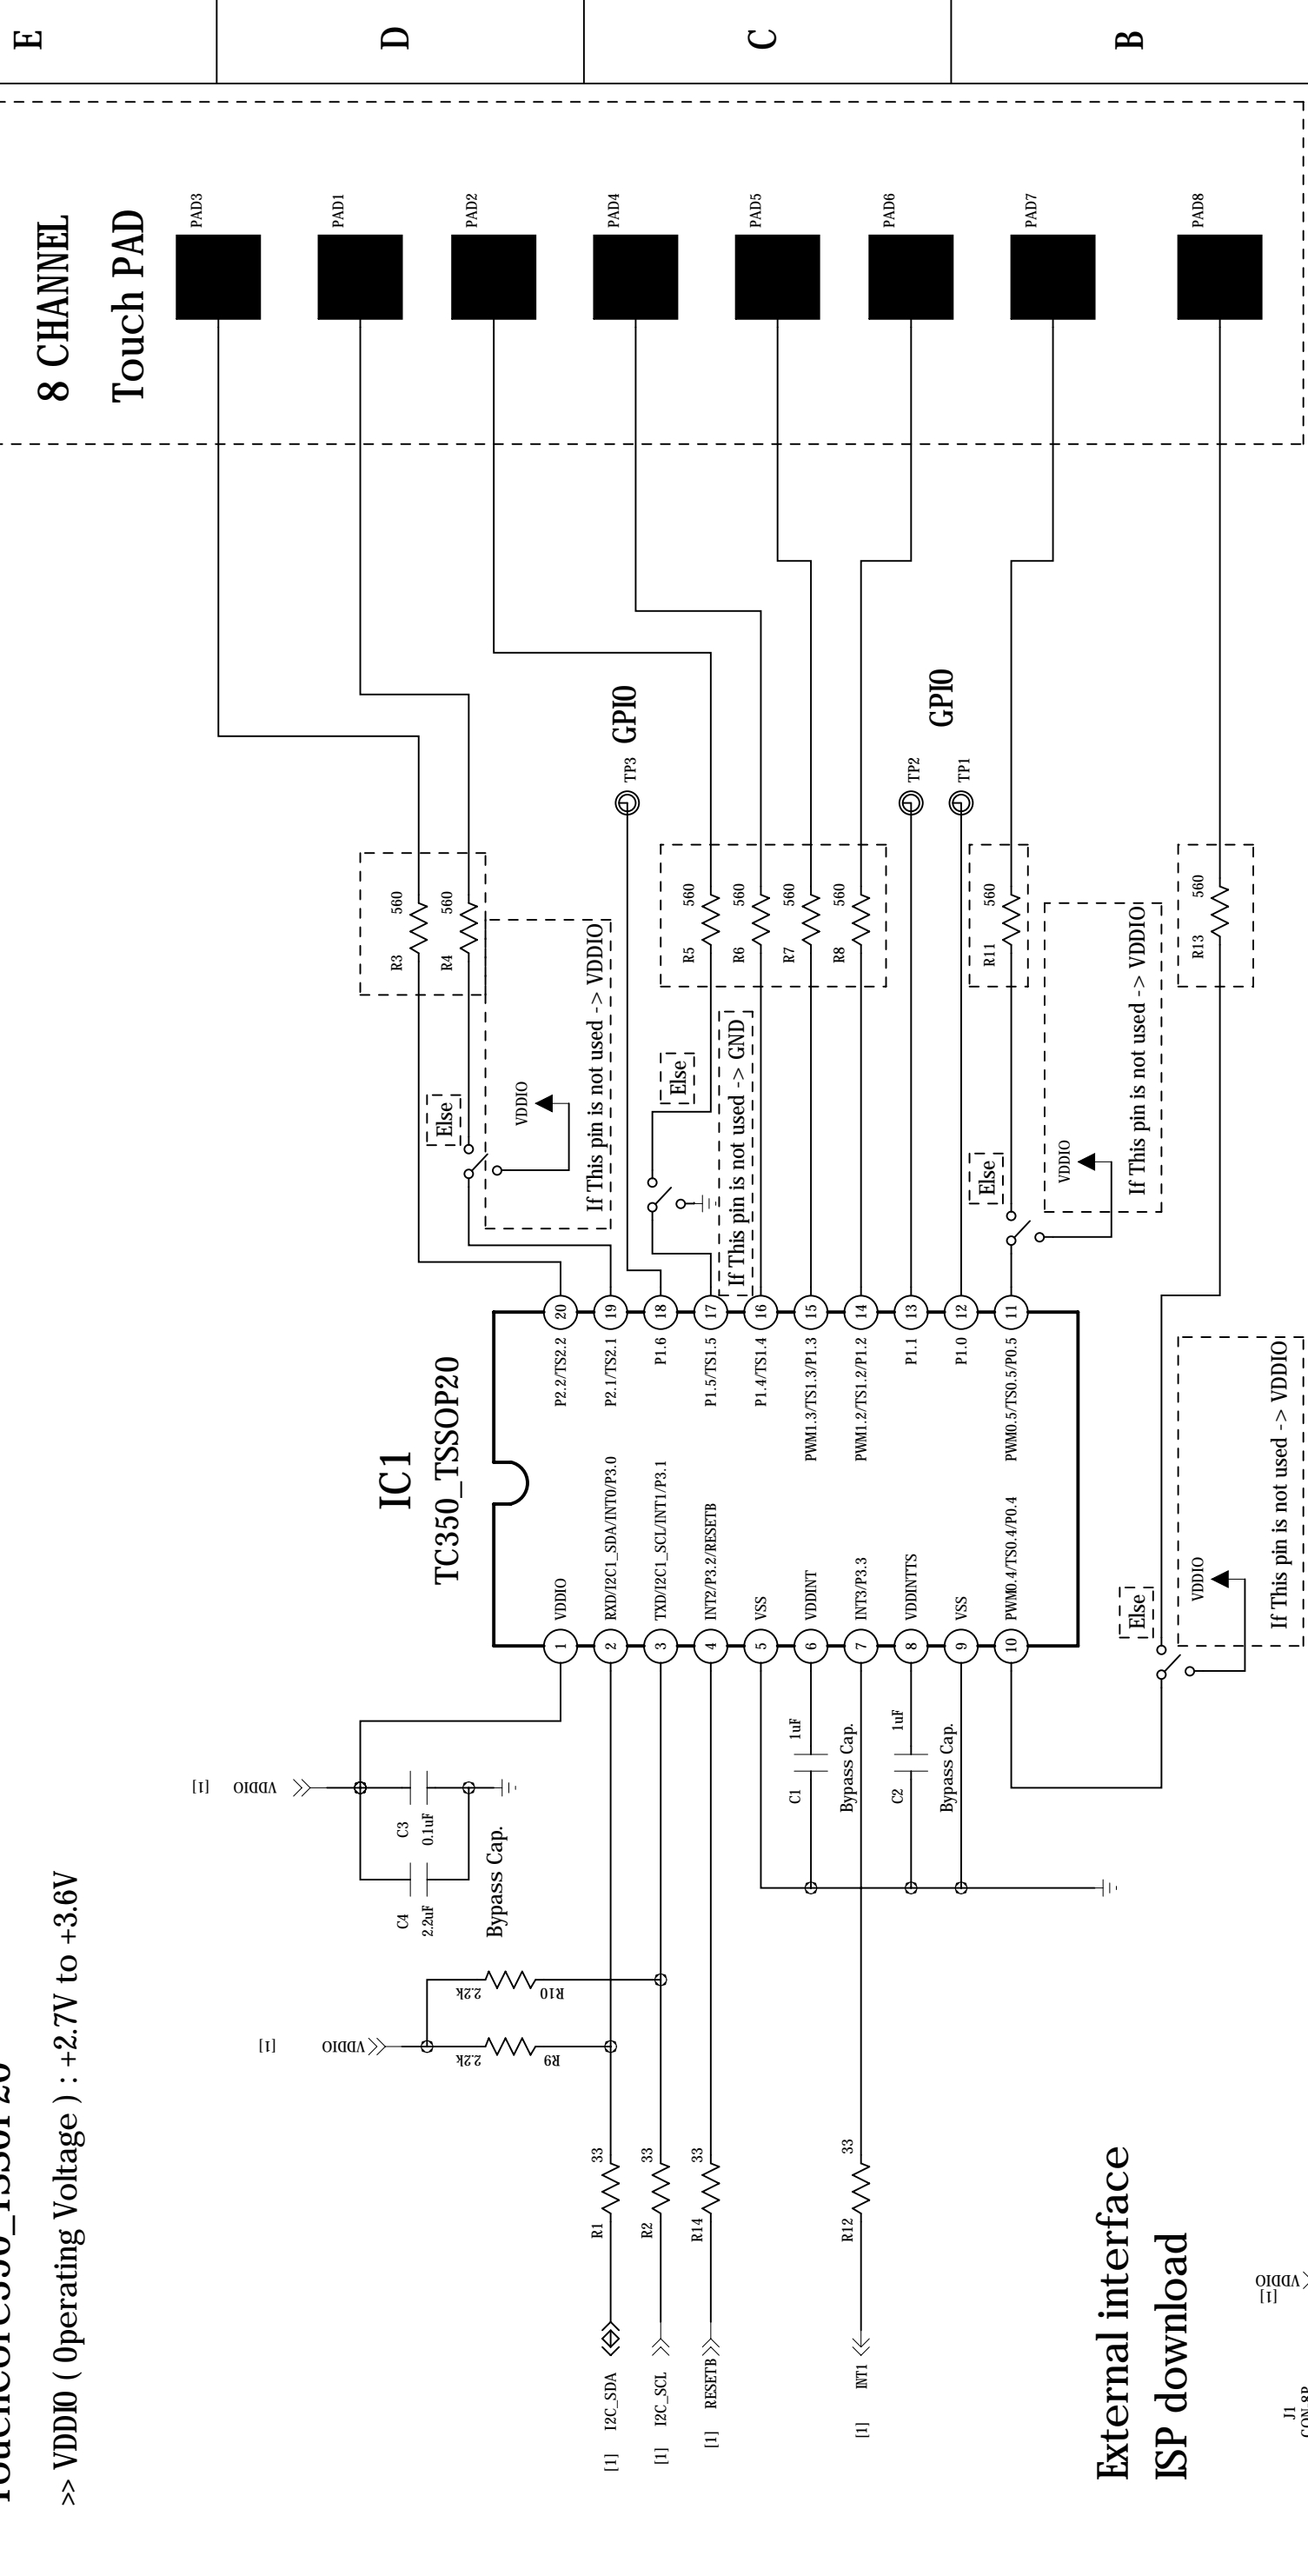 E
D
C
B
8 CHANNEL
Touch PAD
PAD3
PAD1
PAD2
PAD4
PAD5
PAD6
PAD7
PAD8
GPIO
TP3
GPIO
TP2
TP1
R3 560
R4 560
R5 560
R6 560
R7 560
R8 560
R11 560
R13 560
Else
VDDIO
If This pin is not used -> VDDIO
Else
If This pin is not used -> GND
Else
VDDIO
If This pin is not used -> VDDIO
Else
VDDIO
If This pin is not used -> VDDIO
IC1
TC350_TSSOP20
20 P2.2/TS2.2
19 P2.1/TS2.1
18 P1.6
17 P1.5/TS1.5
16 P1.4/TS1.4
15 PWM1.3/TS1.3/P1.3
14 PWM1.2/TS1.2/P1.2
13 P1.1
12 P1.0
11 PWM0.5/TS0.5/P0.5
1 VDDIO
2 RXD/I2C1_SDA/INT0/P3.0
3 TXD/I2C1_SCL/INT1/P3.1
4 INT2/P3.2/RESETB
5 VSS
6 VDDINT
7 INT3/P3.3
8 VDDINTTS
9 VSS
10 PWM0.4/TS0.4/P0.4
[1] VDDIO
C3
0.1uF
C4
2.2uF
Bypass Cap.
C1 1uF
Bypass Cap.
C2 1uF
Bypass Cap.
[1] VDDIO
R10 2.2k
R9 2.2k
R1 33
R2 33
R14 33
R12 33
[1] I2C_SDA
[1] I2C_SCL
[1] RESETB
[1] INT1
>> VDDIO ( Operating Voltage ) : +2.7V to +3.6V
External interface
ISP download
VDDIO
[1]
J1